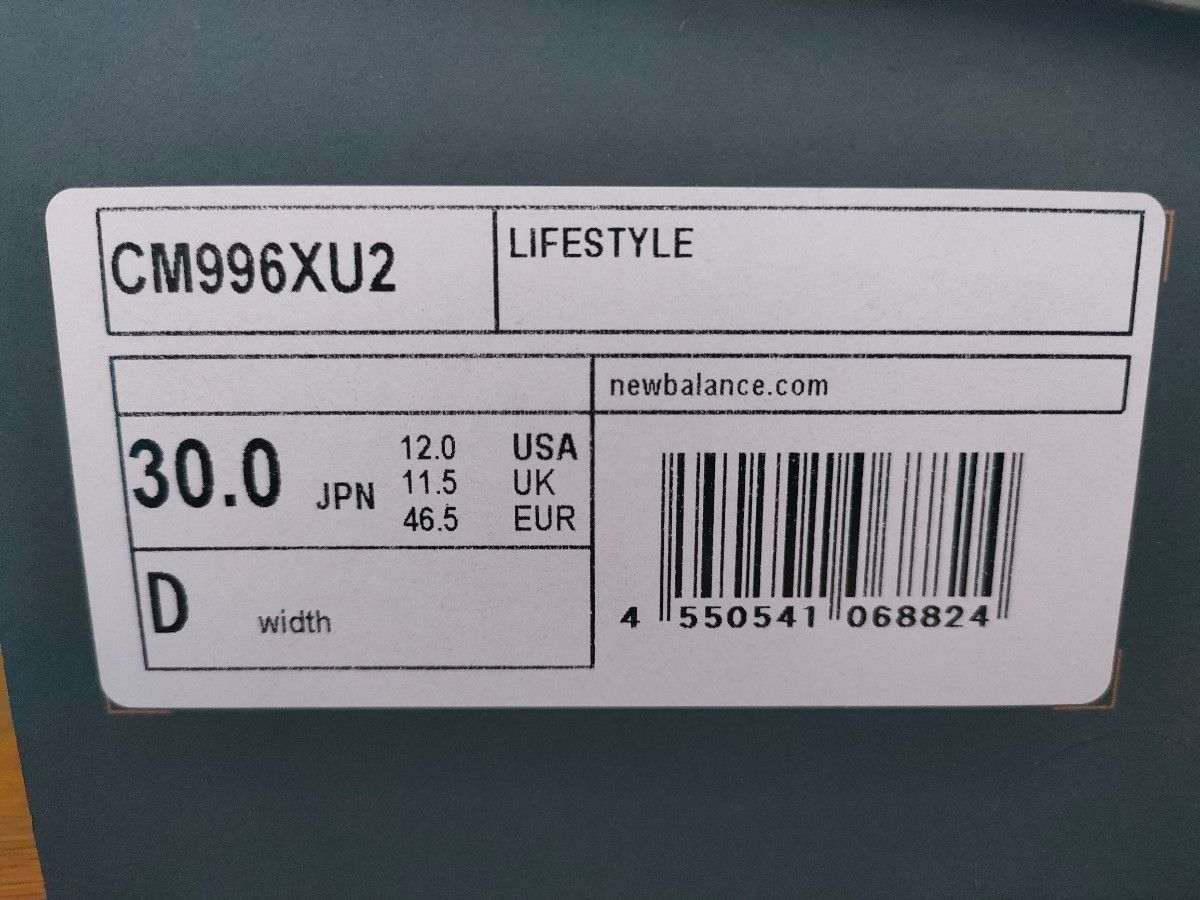 CM996XU2
LIFESTYLE
newbalance.com
30.0 JPN
12.0 USA
11.5 UK
46.5 EUR
D width
4 550541 068824